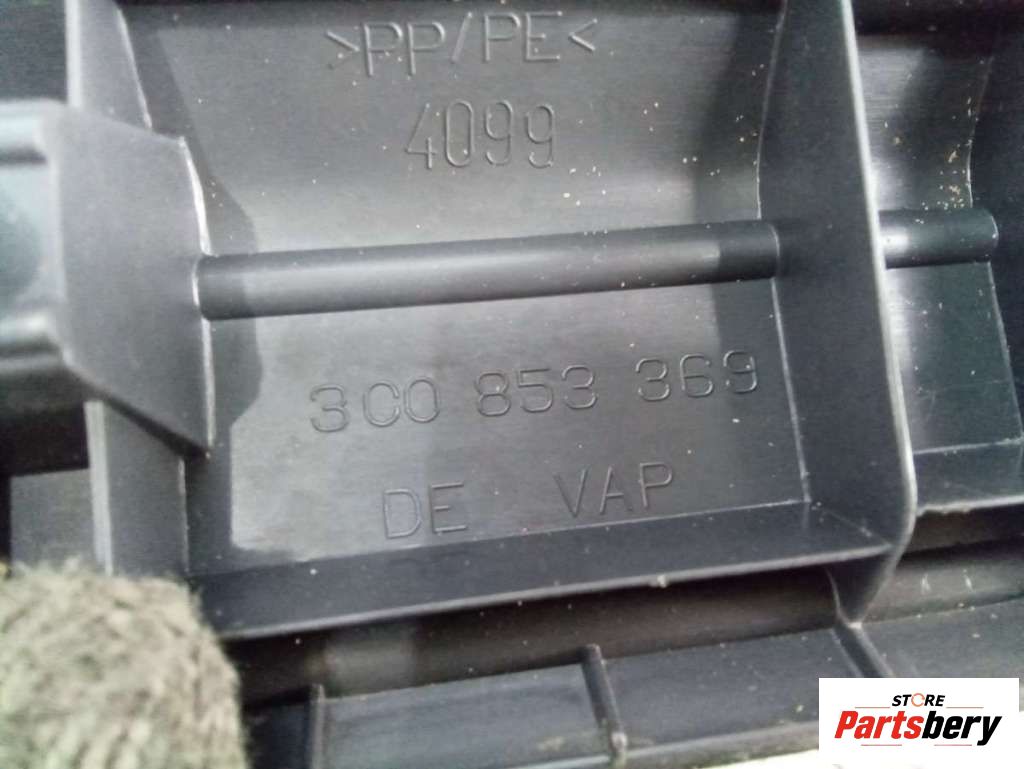 >PP/PE<
4099
3C0 853 369
DE VAP
STORE
Partsbery